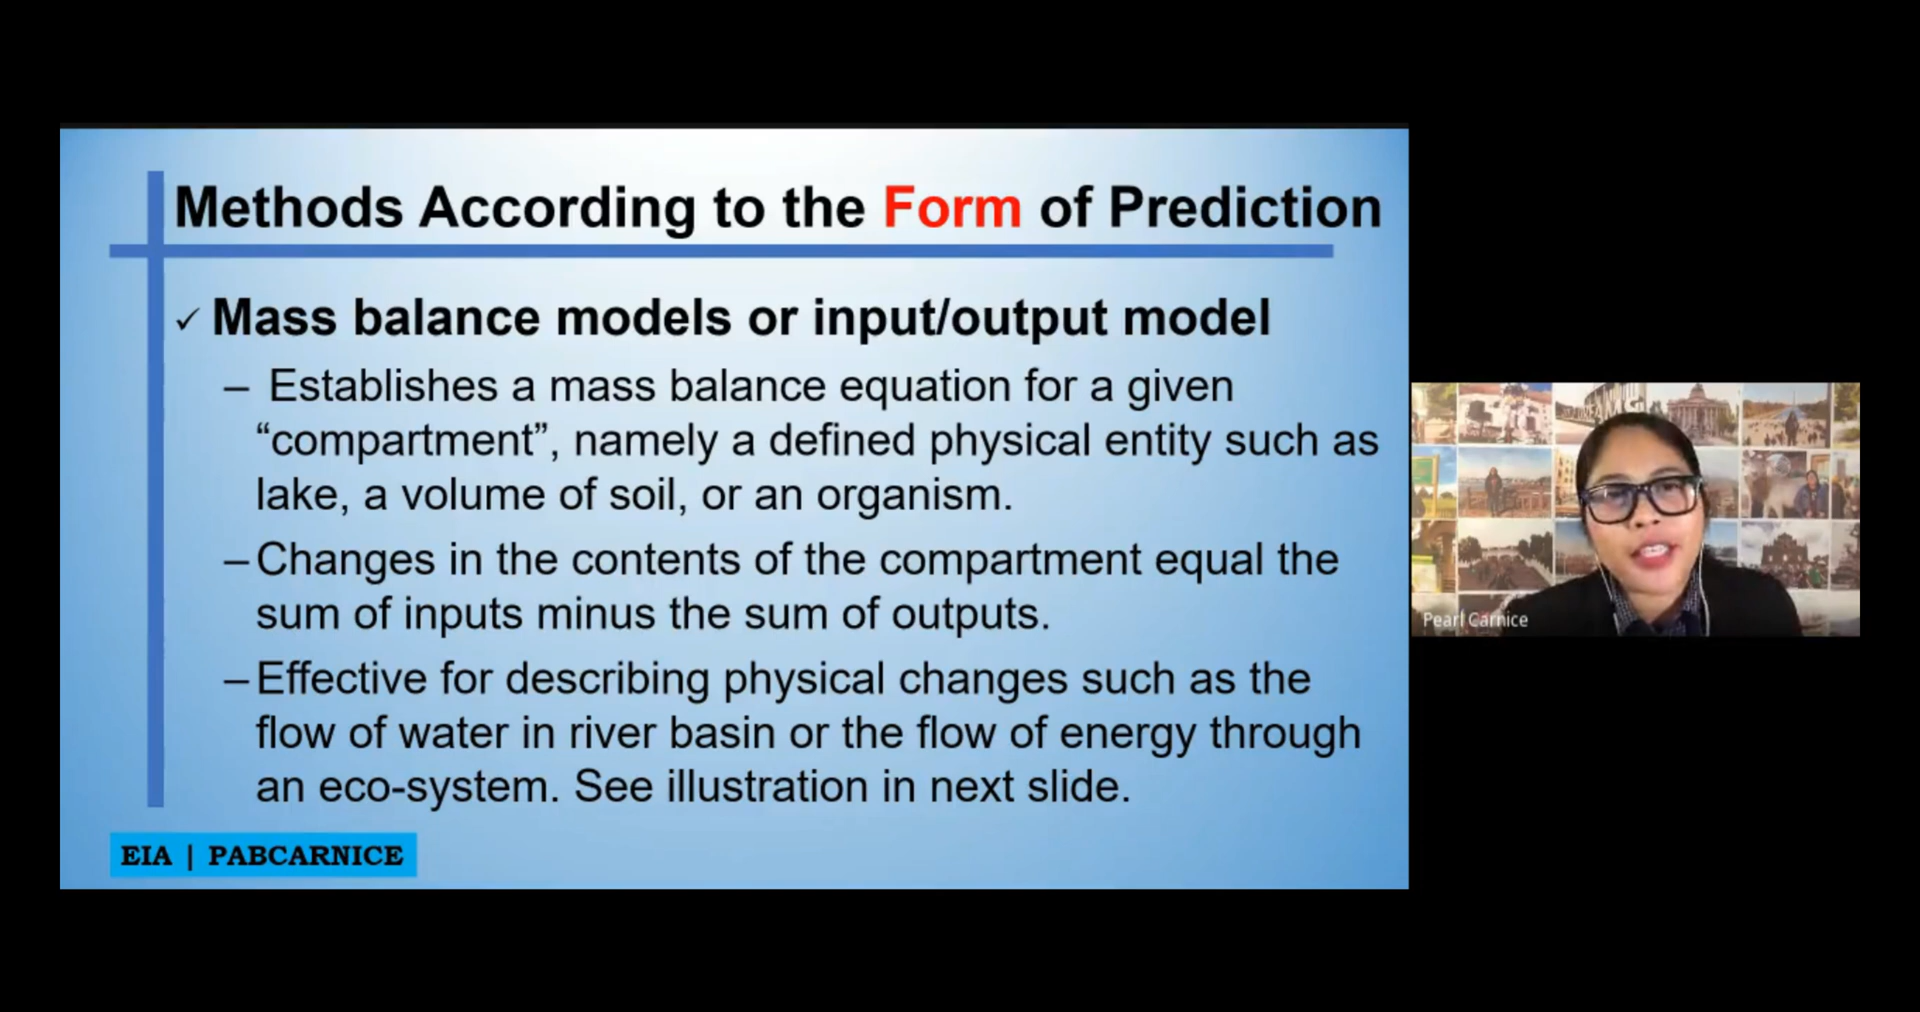 Methods According to the Form of Prediction
✓ Mass balance models or input/output model
– Establishes a mass balance equation for a given
“compartment”, namely a defined physical entity such as
lake, a volume of soil, or an organism.
– Changes in the contents of the compartment equal the
sum of inputs minus the sum of outputs.
– Effective for describing physical changes such as the
flow of water in river basin or the flow of energy through
an eco-system. See illustration in next slide.
EIA | PABCARNICE
Pearl Carnice